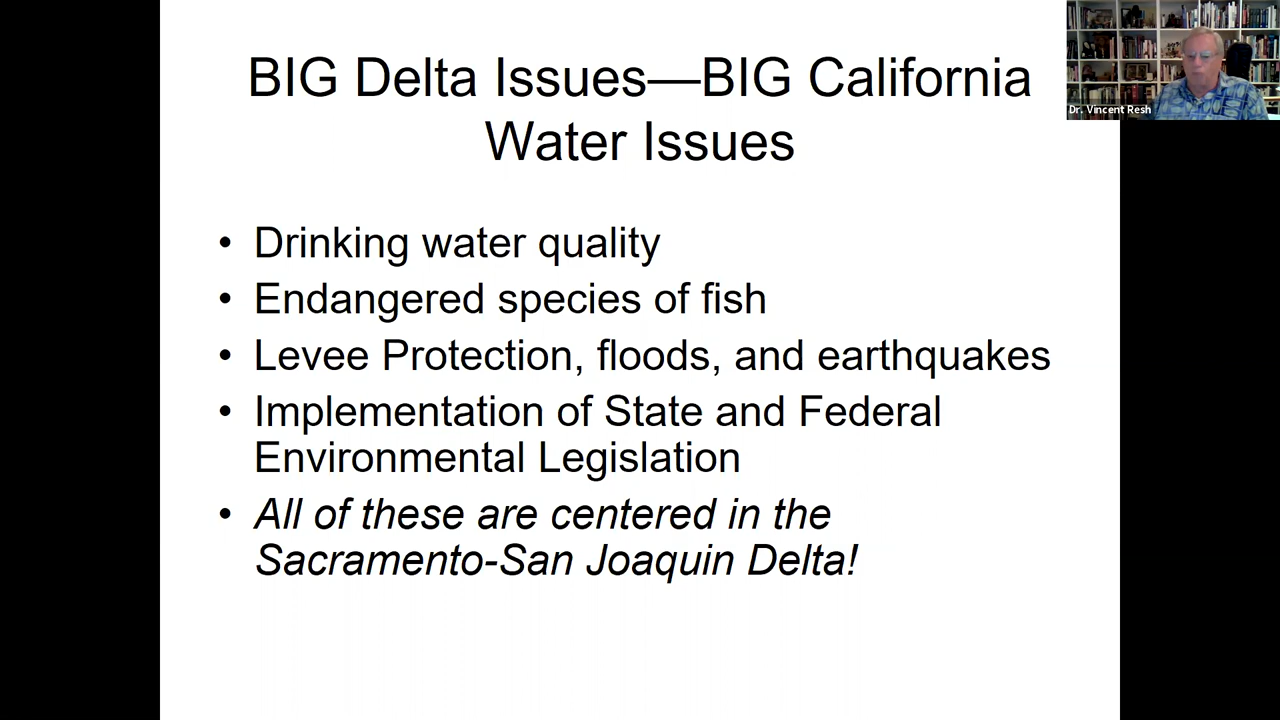 BIG Delta Issues—BIG California
Water Issues
Dr. Vincent Resh
• Drinking water quality
• Endangered species of fish
• Levee Protection, floods, and earthquakes
• Implementation of State and Federal
Environmental Legislation
• All of these are centered in the
Sacramento-San Joaquin Delta!